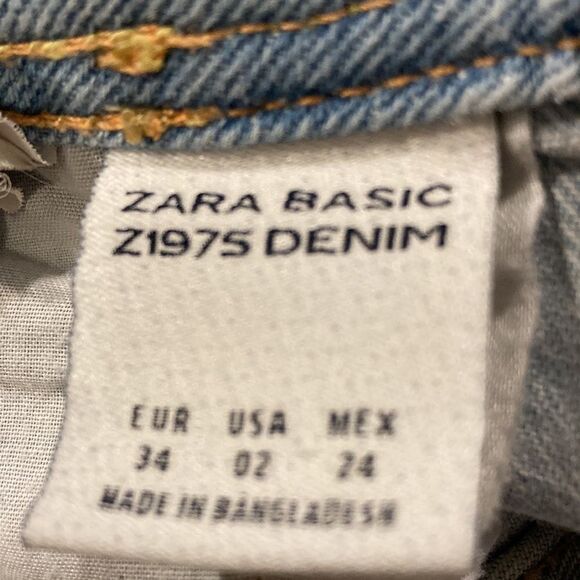 ZARA BASIC
Z1975 DENIM
EUR USA MEX
34 02 24
MADE IN BANGLADESH